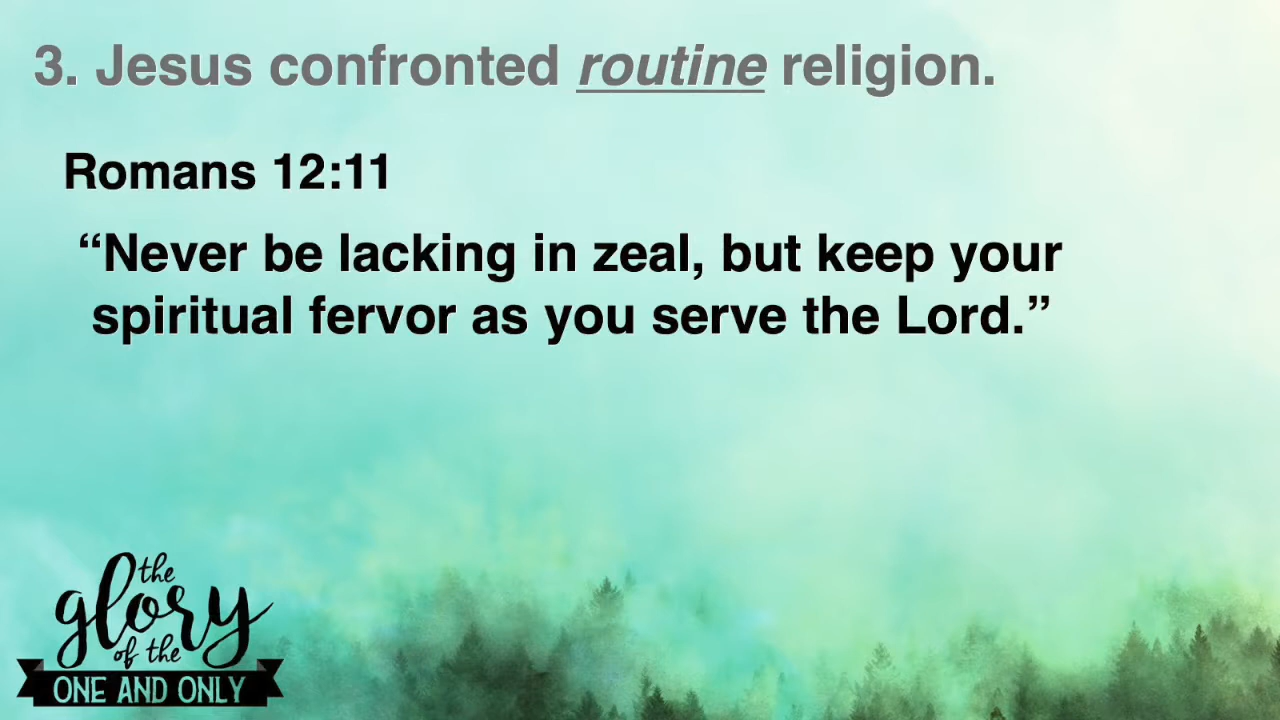 3. Jesus confronted routine religion.
Romans 12:11
“Never be lacking in zeal, but keep your
spiritual fervor as you serve the Lord.”
the
glory
of the
ONE AND ONLY